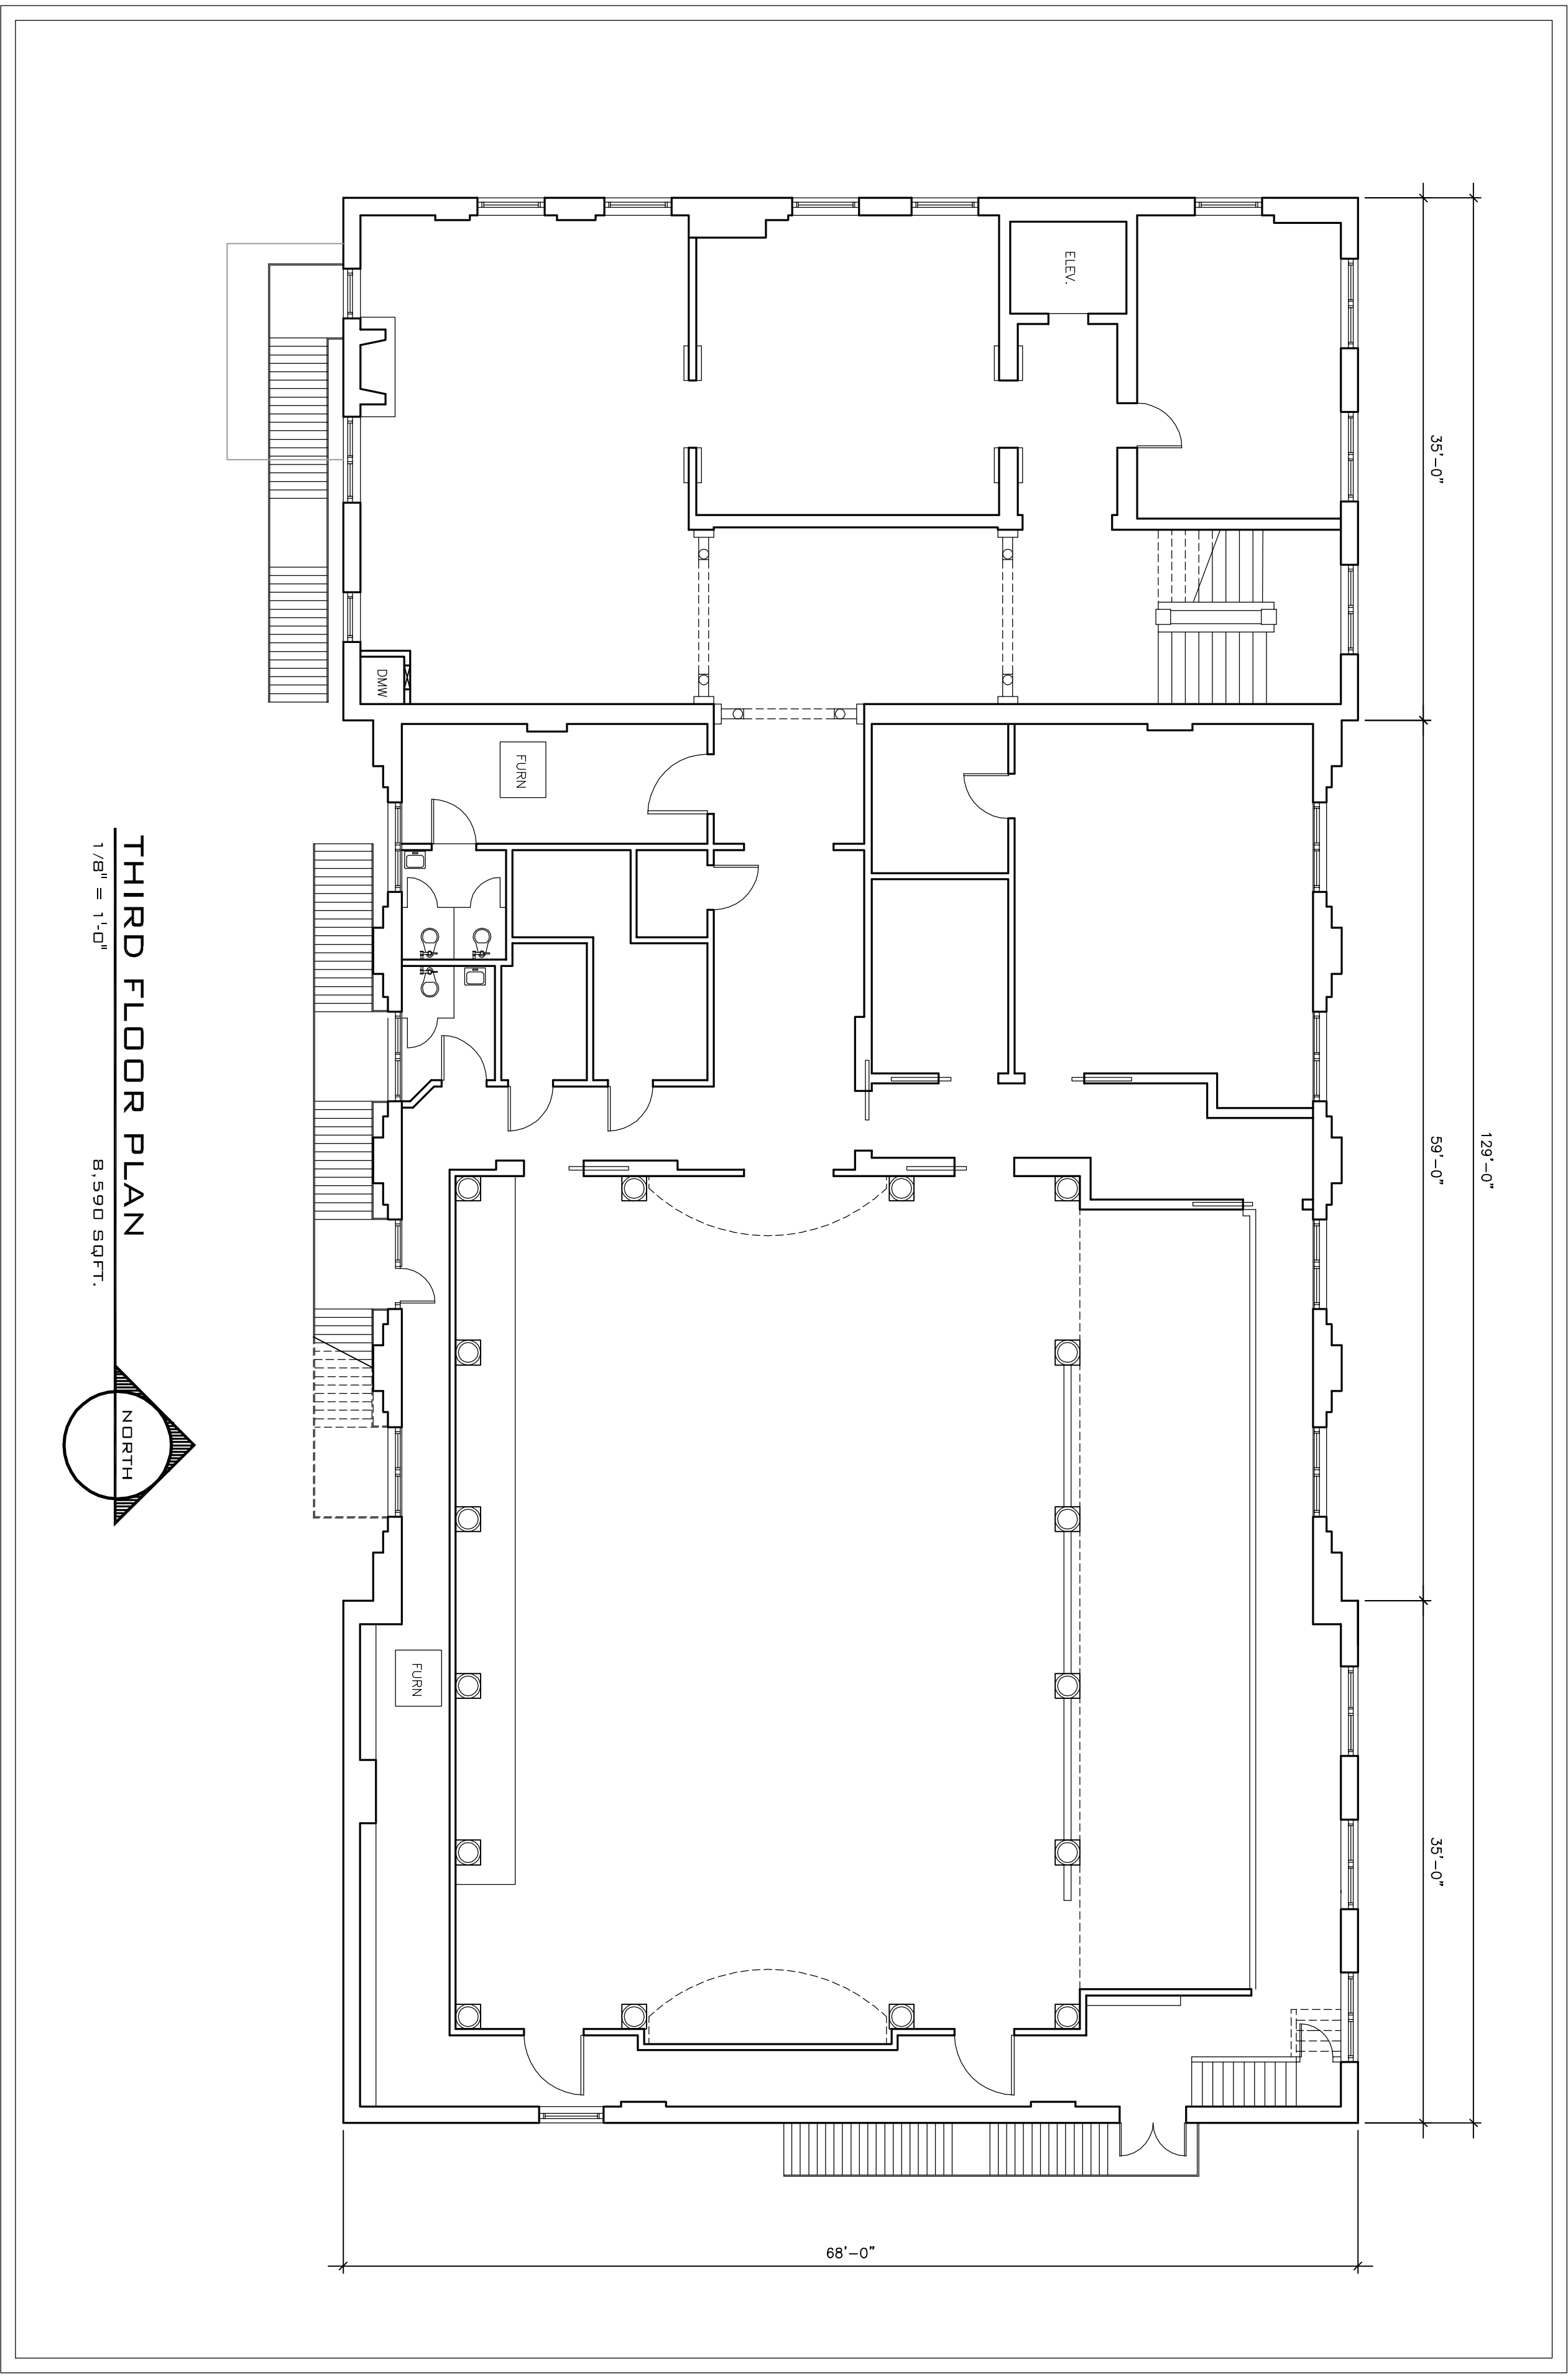 35'-0"
59'-0"
35'-0"
129'-0"
68'-0"
ELEV.
DMW
FURN
FURN
THIRD FLOOR PLAN
1/8" = 1'-0"
8,590 SQFT.
NORTH